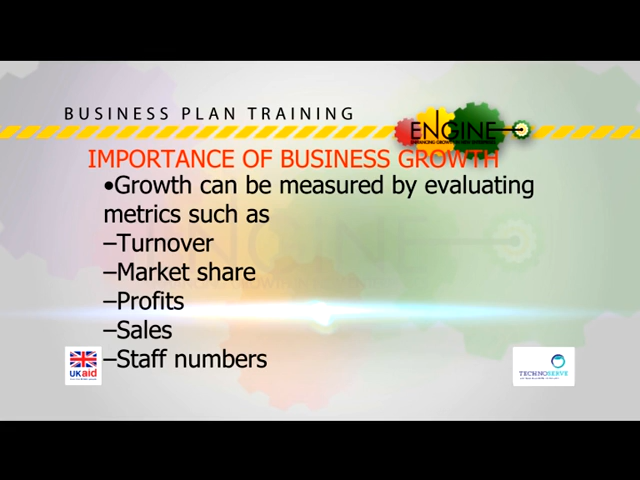 BUSINESS PLAN TRAINING
ENGINE
IMPORTANCE OF BUSINESS GROWTH
•Growth can be measured by evaluating
metrics such as
–Turnover
–Market share
–Profits
–Sales
–Staff numbers
UKaid
TECHNOSERVE